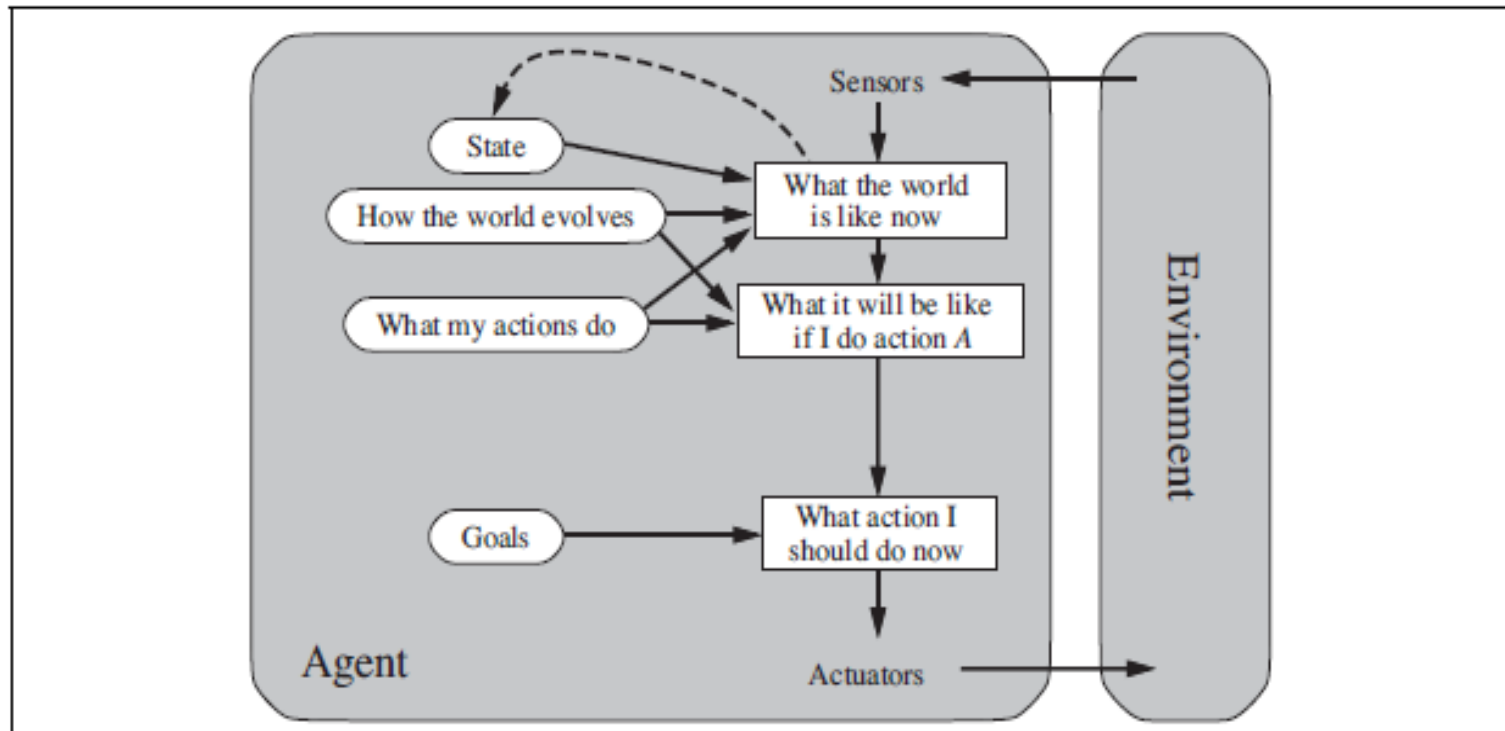 Sensors
State
What the world
is like now
How the world evolves
What it will be like
if I do action A
What my actions do
Environment
Goals
What action I
should do now
Agent
Actuators